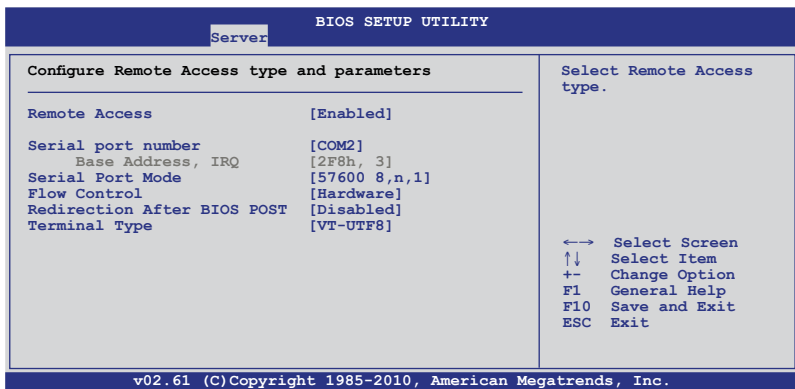 BIOS SETUP UTILITY
Server
Configure Remote Access type and parameters
Remote Access [Enabled]
Serial port number [COM2]
Base Address, IRQ [2F8h, 3]
Serial Port Mode [57600 8,n,1]
Flow Control [Hardware]
Redirection After BIOS POST [Disabled]
Terminal Type [VT-UTF8]
Select Remote Access
type.
←→ Select Screen
↑↓ Select Item
+- Change Option
F1 General Help
F10 Save and Exit
ESC Exit
v02.61 (C)Copyright 1985-2010, American Megatrends, Inc.